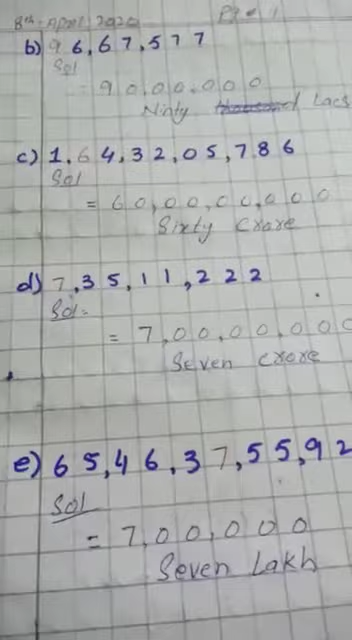 8th April 2020 Pg - 1
b) 96,67,577
Sol
= 90,00,000
Ninty Lacs
c) 1,64,32,05,786
Sol
= 60,00,00,000
Sixty Crore
d) 7,35,11,222
Sol-
= 7,00,00,000
Seven Crore
e) 65,46,37,55,92
Sol
= 7,00,000
Seven Lakh